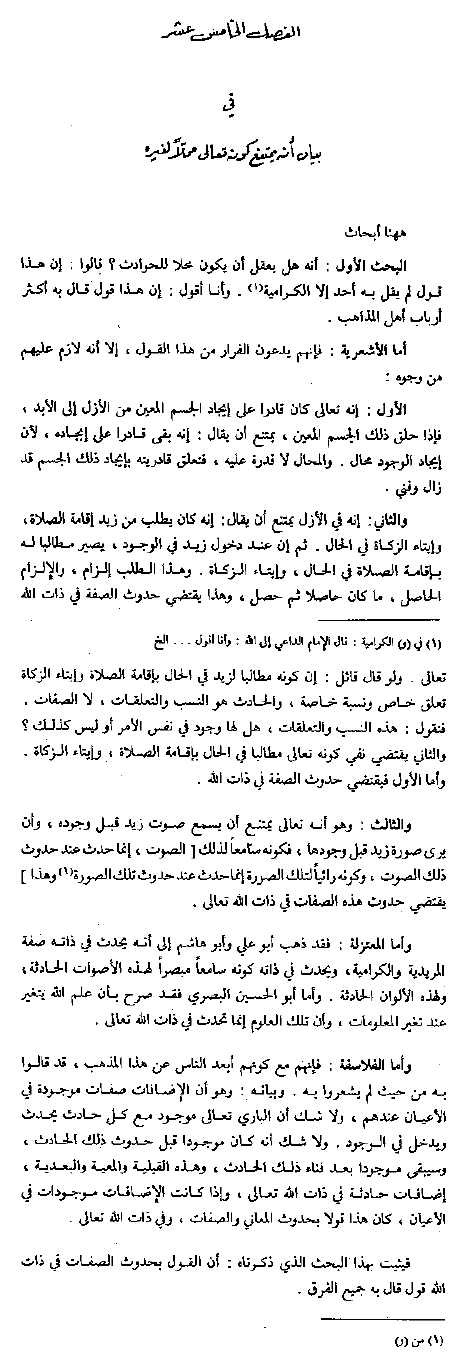 الفصل الخامس عشر
في
بيان أنه يمتنع كونه تعالى محلاً لغيره
ههنا أبحاث
البحث الأول : أنه هل يعقل أن يكون محلا للحوادث ؟ قالوا : إن هذا
قول لم يقل به أحد إلا الكرامية(١) . وأنا أقول : إن هذا قول قال به أكثر
أرباب أهل المذاهب .
أما الأشعرية : فإنهم يدعون الفرار من هذا القول ، إلا أنه لازم عليهم
من وجوه :
الأول : إنه تعالى كان قادرا على إيجاد الجسم المعين من الأزل إلى الأبد ،
فإذا خلق ذلك الجسم المعين ، يمتنع أن يقال : إنه بقى قادرا على إيجاده ، لأن
إيجاد الوجود محال . والمحال لا قدرة عليه ، فتعلق قادريته بإيجاد ذلك الجسم قد
زال وفني .
والثاني: إنه في الأزل يمتنع أن يقال: إنه كان يطلب من زيد إقامة الصلاة،
وإيتاء الزكاة في الحال . ثم إن عند دخول زيد في الوجود ، يصير مطالبا له
بإقامة الصلاة في الحال ، وإيتاء الزكاة . وهذا الطلب إلزام ، والإلزام
الحاصل ، ما كان حاصلا ثم حصل ، وهذا يقتضي حدوث الصفة في ذات الله
(١) في (و) الكرامية : قال الإمام الداعي إلى الله : وأنا أقول ... الخ
تعالى . ولو قال قائل : إن كونه مطالبا لزيد في الحال بإقامة الصلاة وإيتاء الزكاة
تعلق خاص ونسبة خاصة ، والحادث هو النسب والتعلقات ، لا الصفات .
فنقول : هذه النسب والتعلقات ، هل لها وجود في نفس الأمر أو ليس كذلك ؟
والثاني يقتضي نفي كونه تعالى مطالبا في الحال بإقامة الصلاة ، وإيتاء الزكاة .
وأما الأول فيقتضي حدوث الصفة في ذات الله .
والثالث : وهو أنه تعالى يمتنع أن يسمع صوت زيد قبل وجوده ، وأن
يرى صورة زيد قبل وجودها ، فكونه سامعاً لذلك [ الصوت ، إنما حدث عند حدوث
ذلك الصوت ، وكونه رائياً لتلك الصورة إنما حدث عند حدوث تلك الصورة(١) وهذا ]
يقتضي حدوث هذه الصفات في ذات الله تعالى .
وأما المعتزلة : فقد ذهب أبو علي وأبو هاشم إلى أنه يحدث في ذاته صفة
المريدية والكرامية، ويحدث في ذاته كونه سامعاً مبصراً لهذه الأصوات الحادثة،
ولهذه الألوان الحادثة . وأما أبو الحسين البصري فقد صرح بأن علم الله يتغير
عند تغير المعلومات ، وأن تلك العلوم إنما تحدث في ذات الله تعالى .
وأما الفلاسفة : فإنهم مع كونهم أبعد الناس عن هذا المذهب ، قد قالوا
به من حيث لم يشعروا به . وبيانه : وهو أن الإضافات صفات موجودة في
الأعيان عندهم ، ولا شك أن الباري تعالى موجود مع كل حادث يحدث
ويدخل في الوجود . ولا شك أنه كان موجودا قبل حدوث ذلك الحادث ،
وسيبقى موجودا بعد فناء ذلك الحادث ، وهذه القبلية والمعية والبعدية ،
إضافات حادثة في ذات الله تعالى ، وإذا كانت الإضافات موجودات في
الأعيان ، كان هذا قولا بحدوث المعاني والصفات ، وفي ذات الله تعالى .
فيثبت بهذا البحث الذي ذكرناه : أن القول بحدوث الصفات في ذات
الله قول قال به جميع الفرق .
(١) من (و)